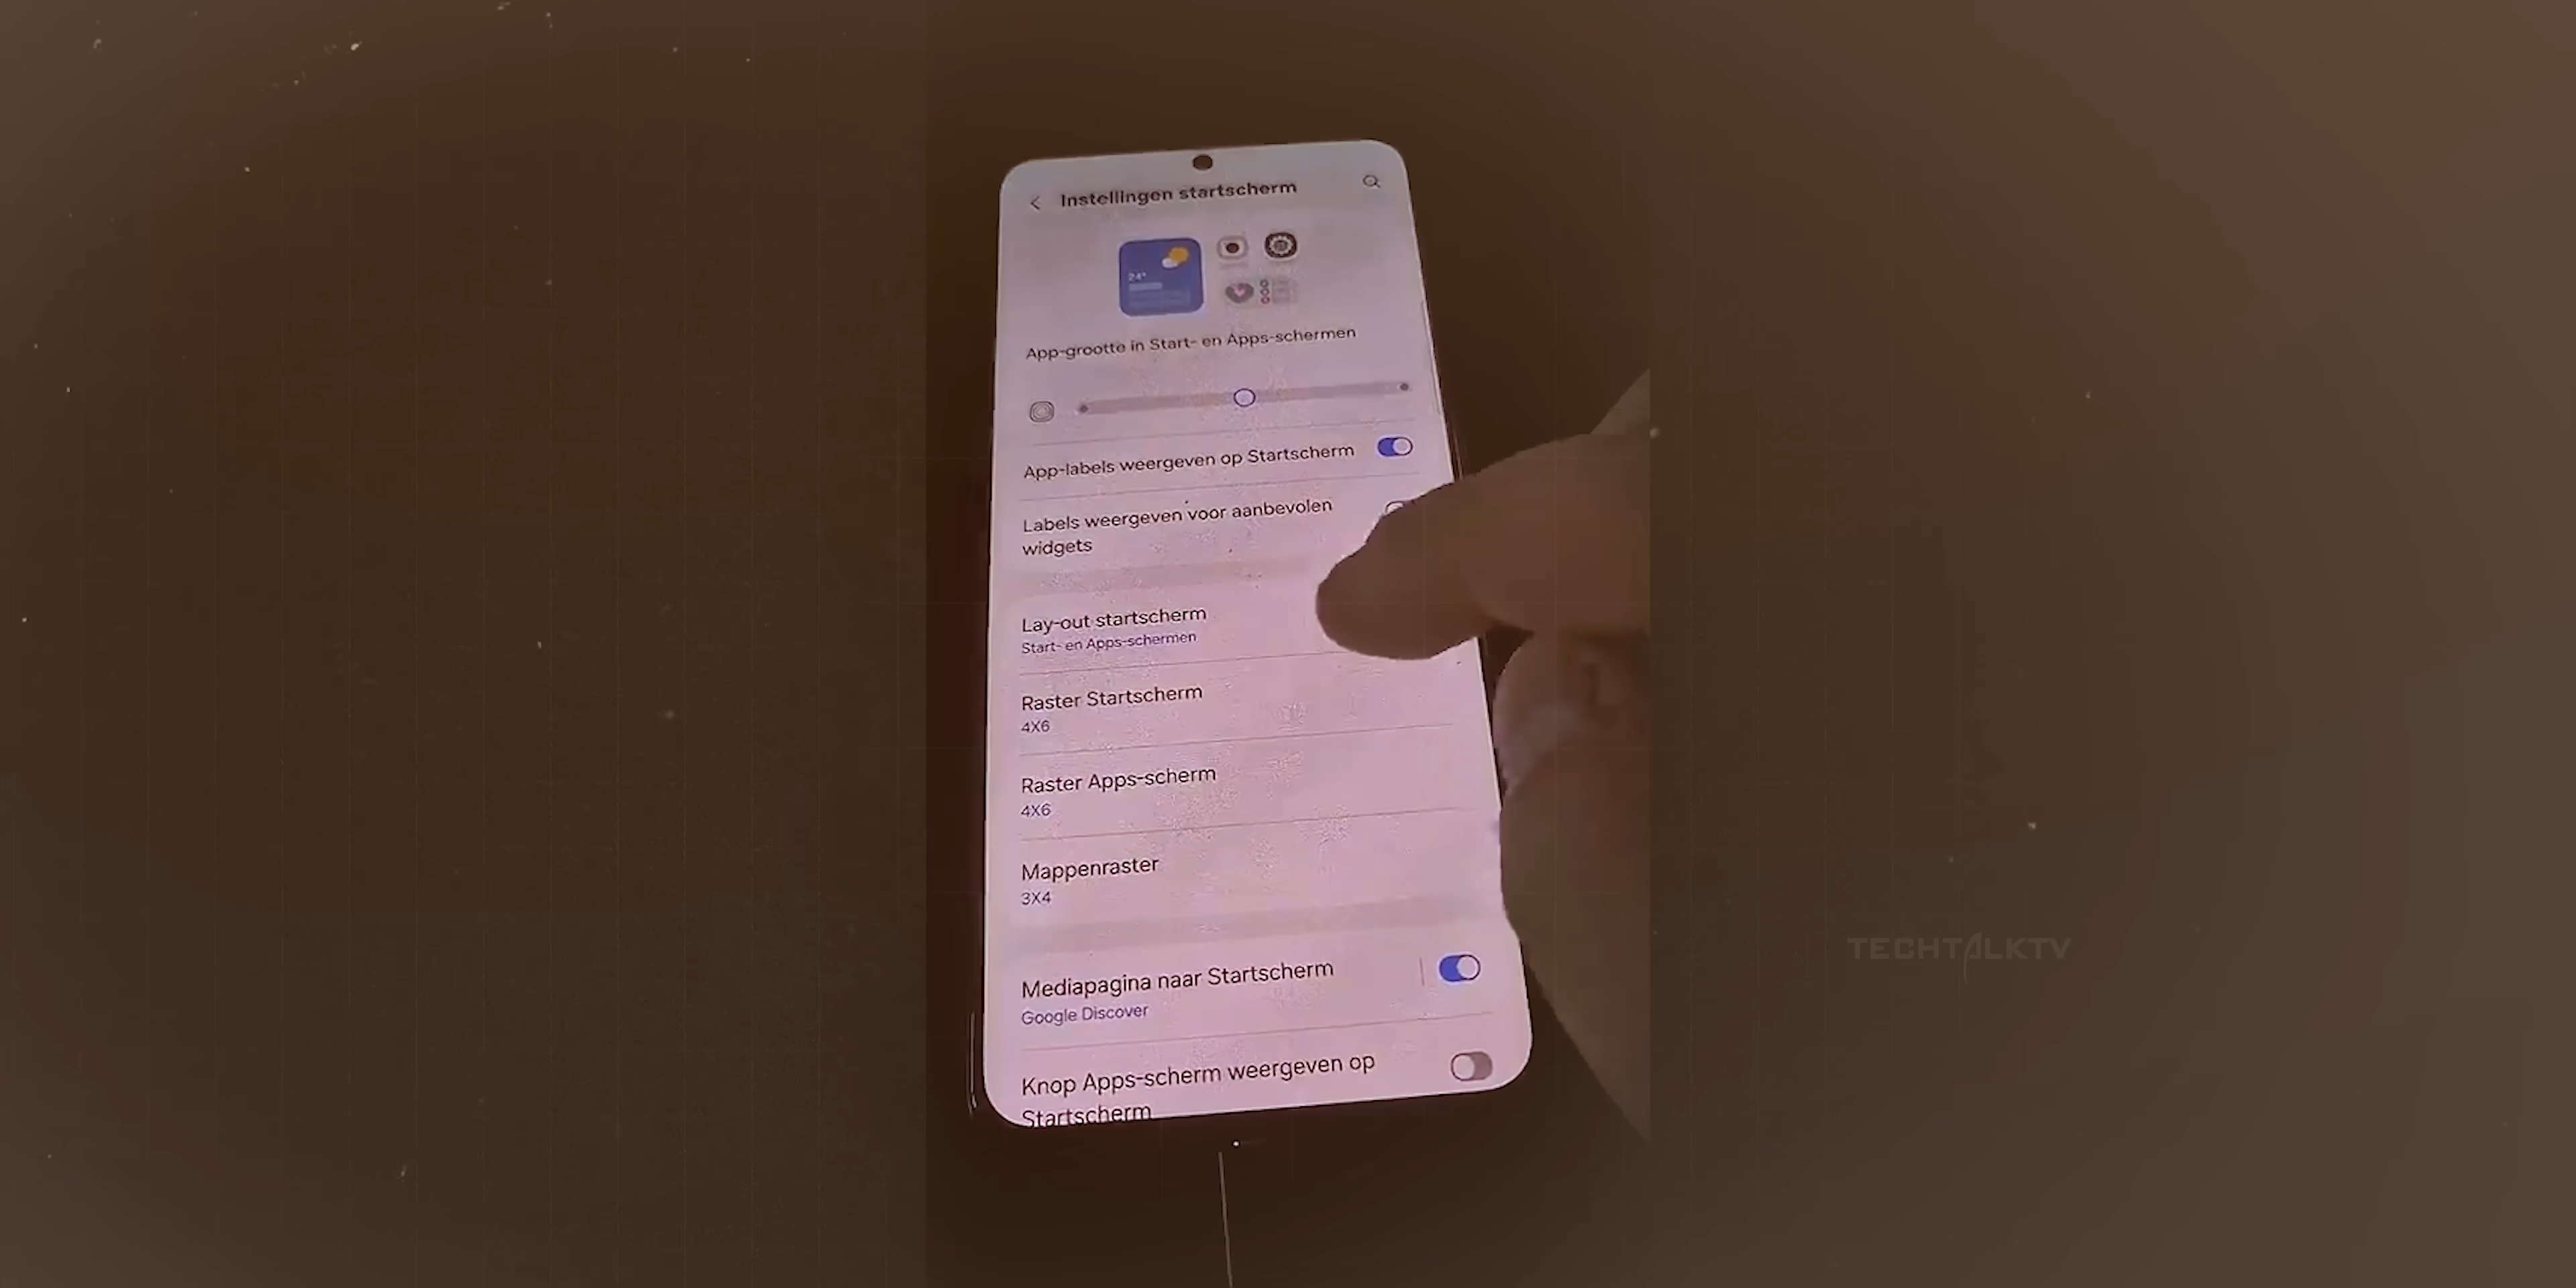 Instellingen startscherm
24°
App-grootte in Start- en Apps-schermen
App-labels weergeven op Startscherm
Labels weergeven voor aanbevolen
widgets
Lay-out startscherm
Start- en Apps-schermen
Raster Startscherm
4X6
Raster Apps-scherm
4X6
Mappenraster
3X4
Mediapagina naar Startscherm
Google Discover
Knop Apps-scherm weergeven op
Startscherm
TECHTALKTV